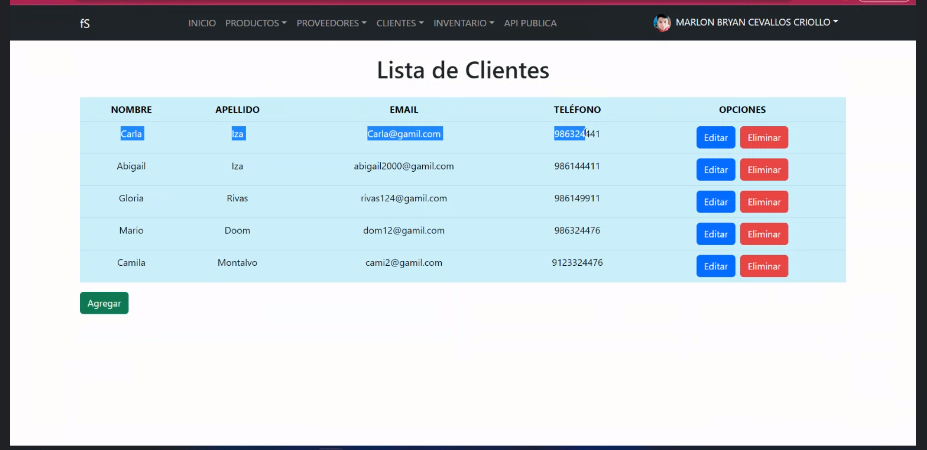 fS INICIO PRODUCTOS PROVEEDORES CLIENTES INVENTARIO API PUBLICA MARLON BRYAN CEVALLOS CRIOLLO
Lista de Clientes
NOMBRE APELLIDO EMAIL TELÉFONO OPCIONES
Carla Iza Carla@gamil.com 986324441 Editar Eliminar
Abigail Iza abigail2000@gamil.com 986144411 Editar Eliminar
Gloria Rivas rivas124@gamil.com 986149911 Editar Eliminar
Mario Doom dom12@gamil.com 986324476 Editar Eliminar
Camila Montalvo cami2@gamil.com 9123324476 Editar Eliminar
Agregar